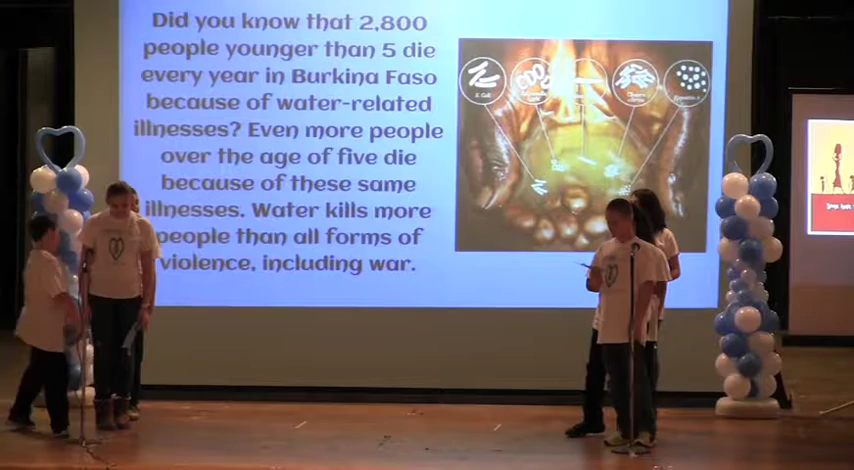 Did you know that 2,800
people younger than 5 die
every year in Burkina Faso
because of water-related
illnesses? Even more people
over the age of five die
because of these same
illnesses. Water kills more
people than all forms of
violence, including war.